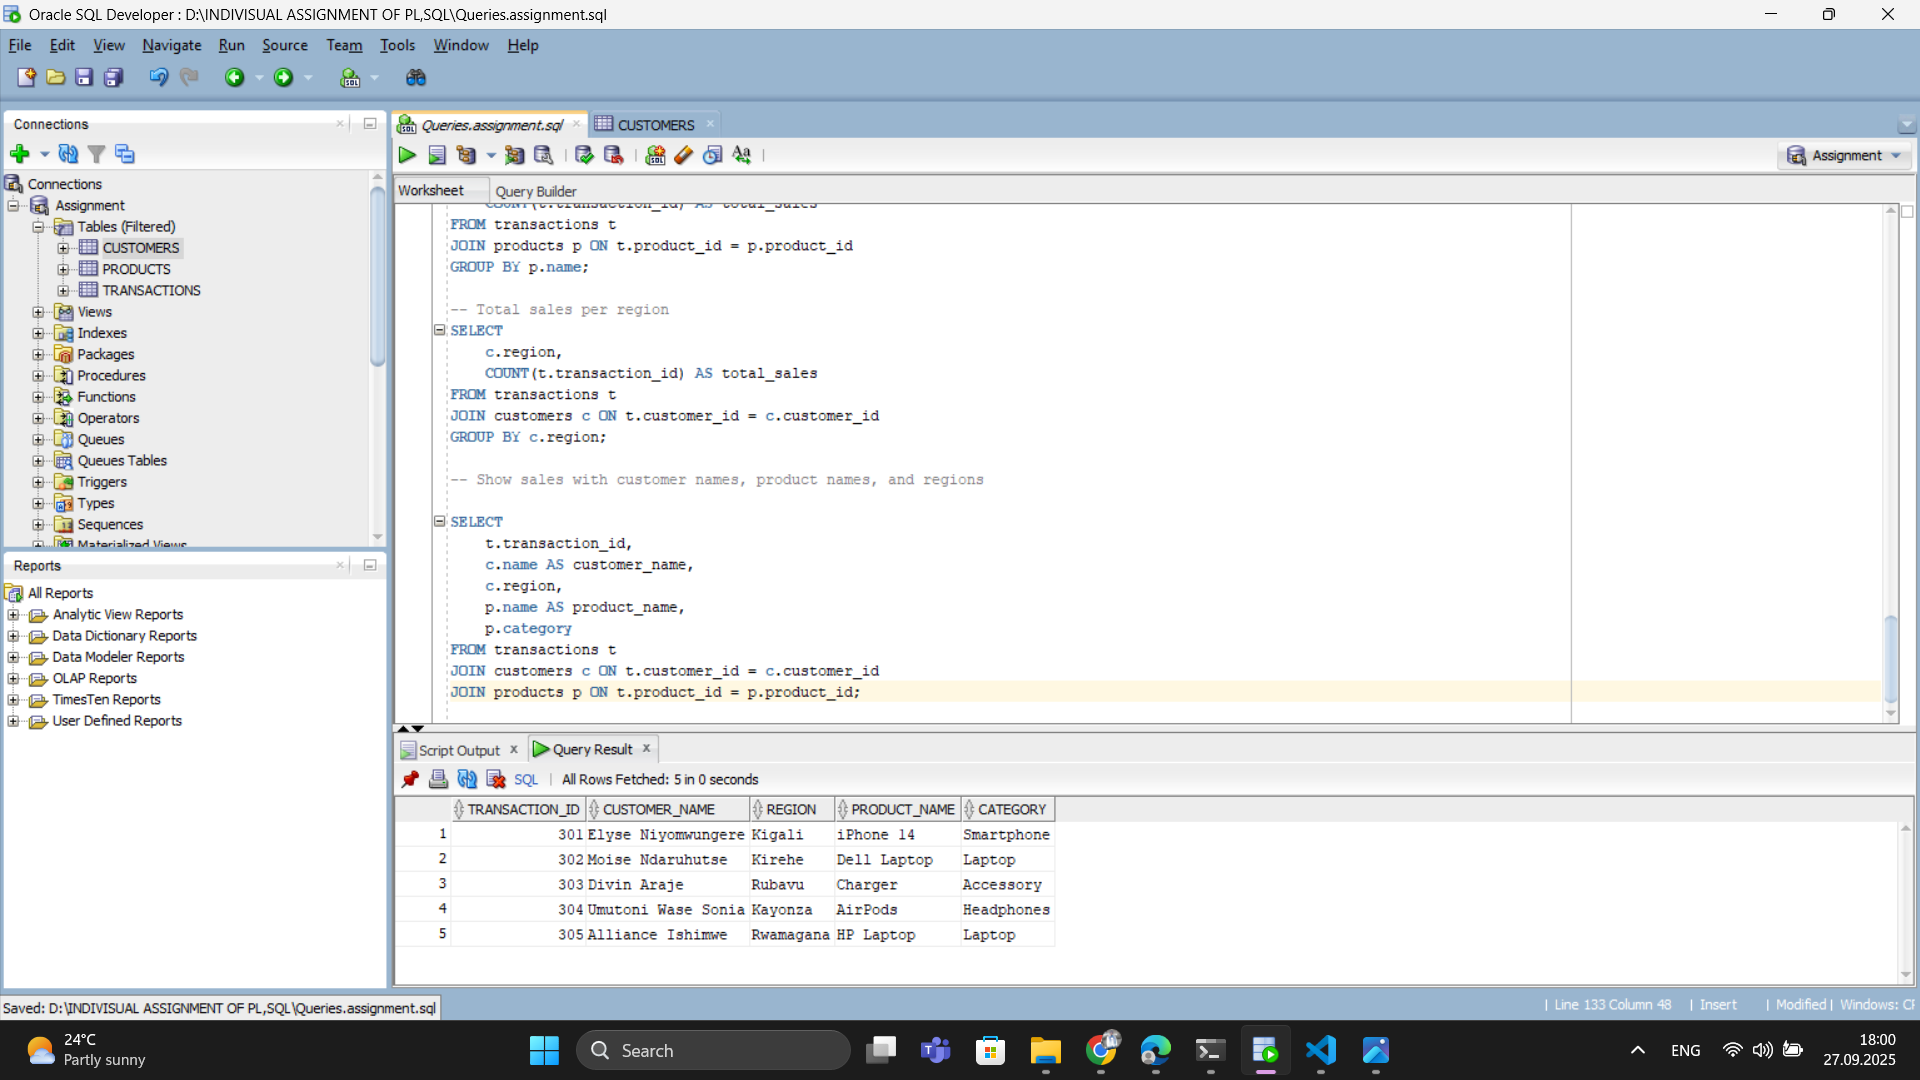 Oracle SQL Developer : D:\INDIVISUAL ASSIGNMENT OF PL,SQL\Queries.assignment.sql
File Edit View Navigate Run Source Team Tools Window Help
Connections
Connections
Assignment
Tables (Filtered)
CUSTOMERS
PRODUCTS
TRANSACTIONS
Views
Indexes
Packages
Procedures
Functions
Operators
Queues
Queues Tables
Triggers
Types
Sequences
Materialized Views
Reports
All Reports
Analytic View Reports
Data Dictionary Reports
Data Modeler Reports
OLAP Reports
TimesTen Reports
User Defined Reports
Queries.assignment.sql CUSTOMERS
Assignment
Worksheet Query Builder
COUNT(t.transaction_id) AS total_sales
FROM transactions t
JOIN products p ON t.product_id = p.product_id
GROUP BY p.name;
-- Total sales per region
SELECT
c.region,
COUNT(t.transaction_id) AS total_sales
FROM transactions t
JOIN customers c ON t.customer_id = c.customer_id
GROUP BY c.region;
-- Show sales with customer names, product names, and regions
SELECT
t.transaction_id,
c.name AS customer_name,
c.region,
p.name AS product_name,
p.category
FROM transactions t
JOIN customers c ON t.customer_id = c.customer_id
JOIN products p ON t.product_id = p.product_id;
Script Output Query Result
SQL All Rows Fetched: 5 in 0 seconds
TRANSACTION_ID CUSTOMER_NAME REGION PRODUCT_NAME CATEGORY
1 301 Elyse Niyomwungere Kigali iPhone 14 Smartphone
2 302 Moise Ndaruhutse Kirehe Dell Laptop Laptop
3 303 Divin Araje Rubavu Charger Accessory
4 304 Umutoni Wase Sonia Kayonza AirPods Headphones
5 305 Alliance Ishimwe Rwamagana HP Laptop Laptop
Saved: D:\INDIVISUAL ASSIGNMENT OF PL,SQL\Queries.assignment.sql
| Line 133 Column 48 | Insert | Modified | Windows: CF
24°C
Partly sunny
Search
ENG
18:00
27.09.2025